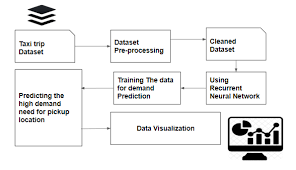 Taxi trip
Dataset
Dataset
Pre-processing
Cleaned
Dataset
Using
Recurrent
Neural Network
Training The data
for demand
Prediction
Predicting the
high demand
need for pickup
location
Data Visualization